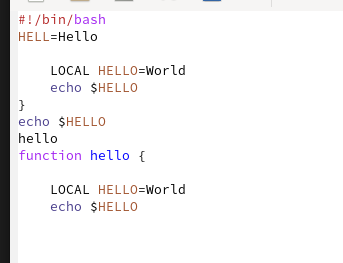 #!/bin/bash
HELL=Hello
LOCAL HELLO=World
echo $HELLO
}
echo $HELLO
hello
function hello {
LOCAL HELLO=World
echo $HELLO